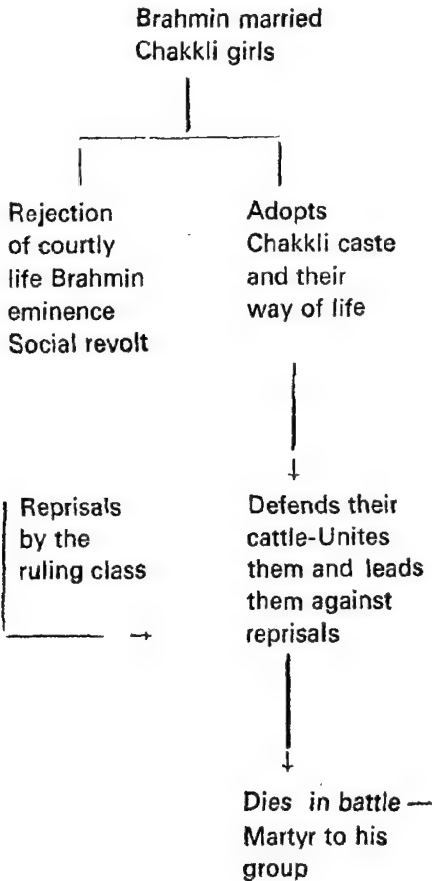 Brahmin married
Chakkli girls
Rejection
of courtly
life Brahmin
eminence
Social revolt
Adopts
Chakkli caste
and their
way of life
Reprisals
by the
ruling class
Defends their
cattle-Unites
them and leads
them against
reprisals
Dies in battle —
Martyr to his
group